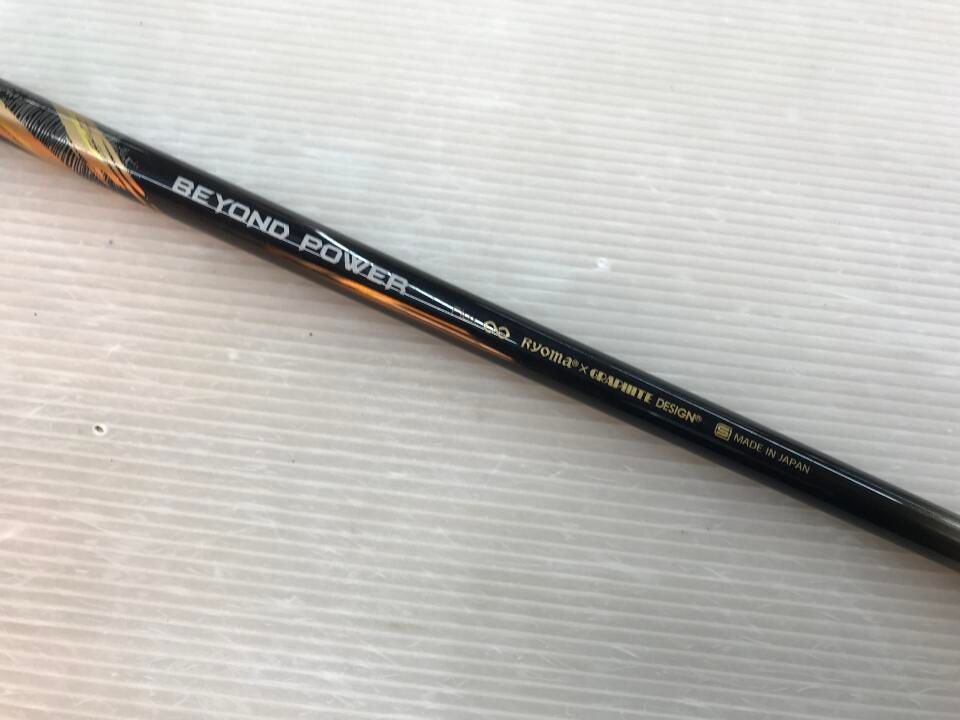 BEYOND POWER ∞ RYOMA® × GRAPHITE DESIGN® S MADE IN JAPAN